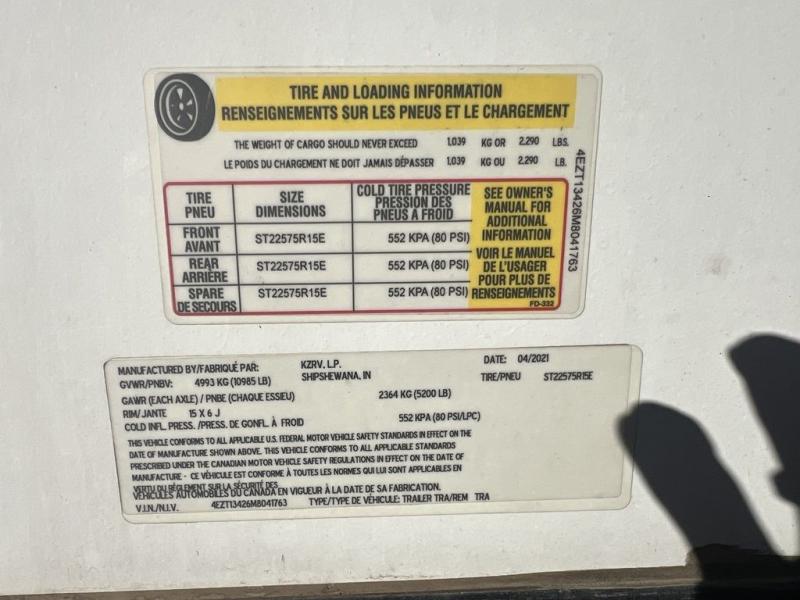 TIRE AND LOADING INFORMATION
RENSEIGNEMENTS SUR LES PNEUS ET LE CHARGEMENT
THE WEIGHT OF CARGO SHOULD NEVER EXCEED 1,039 KG OR 2,290 LBS.
LE POIDS DU CHARGEMENT NE DOIT JAMAIS DÉPASSER 1,039 KG OU 2,290 LB.
TIRE PNEU SIZE DIMENSIONS COLD TIRE PRESSURE PRESSION DES PNEUS A FROID
FRONT AVANT ST22575R15E 552 KPA (80 PSI)
REAR ARRIÈRE ST22575R15E 552 KPA (80 PSI)
SPARE DE SECOURS ST22575R15E 552 KPA (80 PSI)
SEE OWNER'S
MANUAL FOR
ADDITIONAL
INFORMATION
VOIR LE MANUEL
DE L'USAGER
POUR PLUS DE
RENSEIGNEMENTS
FD-332
4EZT13426M8041763
MANUFACTURED BY/FABRIQUÉ PAR: KZRV, L.P. DATE: 04/2021
GVWR/PNBV: 4993 KG (10985 LB) SHIPSHEWANA, IN TIRE/PNEU ST22575R15E
GAWR (EACH AXLE) / PNBE (CHAQUE ESSIEU) 2364 KG (5200 LB)
RIM/JANTE 15 X 6 J
COLD INFL. PRESS. /PRESS. DE GONFL. À FROID 552 KPA (80 PSI/LPC)
THIS VEHICLE CONFORMS TO ALL APPLICABLE U.S. FEDERAL MOTOR VEHICLE SAFETY STANDARDS IN EFFECT ON THE
DATE OF MANUFACTURE SHOWN ABOVE. THIS VEHICLE CONFORMS TO ALL APPLICABLE STANDARDS
PRESCRIBED UNDER THE CANADIAN MOTOR VEHICLE SAFETY REGULATIONS IN EFFECT ON THE DATE OF
MANUFACTURE - CE VÉHICULE EST CONFORME À TOUTES LES NORMES QUI LUI SONT APPLICABLES EN
VERTU DU RÈGLEMENT SUR LA SÉCURITÉ DES
VÉHICULES AUTOMOBILES DU CANADA EN VIGUEUR À LA DATE DE SA FABRICATION.
V.I.N./N.I.V. 4EZT13426M8041763 TYPE/TYPE DE VÉHICULE: TRAILER TRA/REM TRA